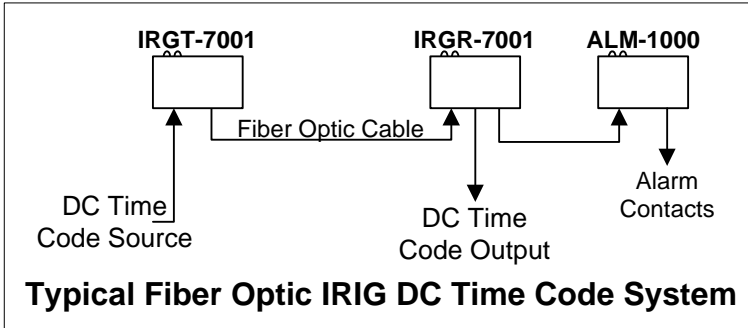 IRGT-7001
IRGR-7001
ALM-1000
Fiber Optic Cable
DC Time
Code Source
DC Time
Code Output
Alarm
Contacts
Typical Fiber Optic IRIG DC Time Code System